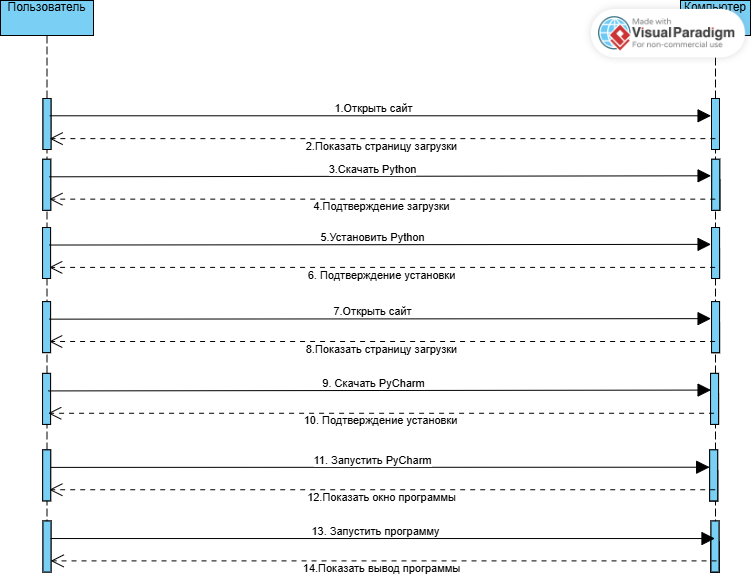 Пользователь
Компьютер
Made with
VisualParadigm
For non-commercial use
1.Открыть сайт
2.Показать страницу загрузки
3.Скачать Python
4.Подтверждение загрузки
5.Установить Python
6. Подтверждение установки
7.Открыть сайт
8.Показать страницу загрузки
9. Скачать PyCharm
10. Подтверждение установки
11. Запустить PyCharm
12.Показать окно программы
13. Запустить программу
14.Показать вывод программы